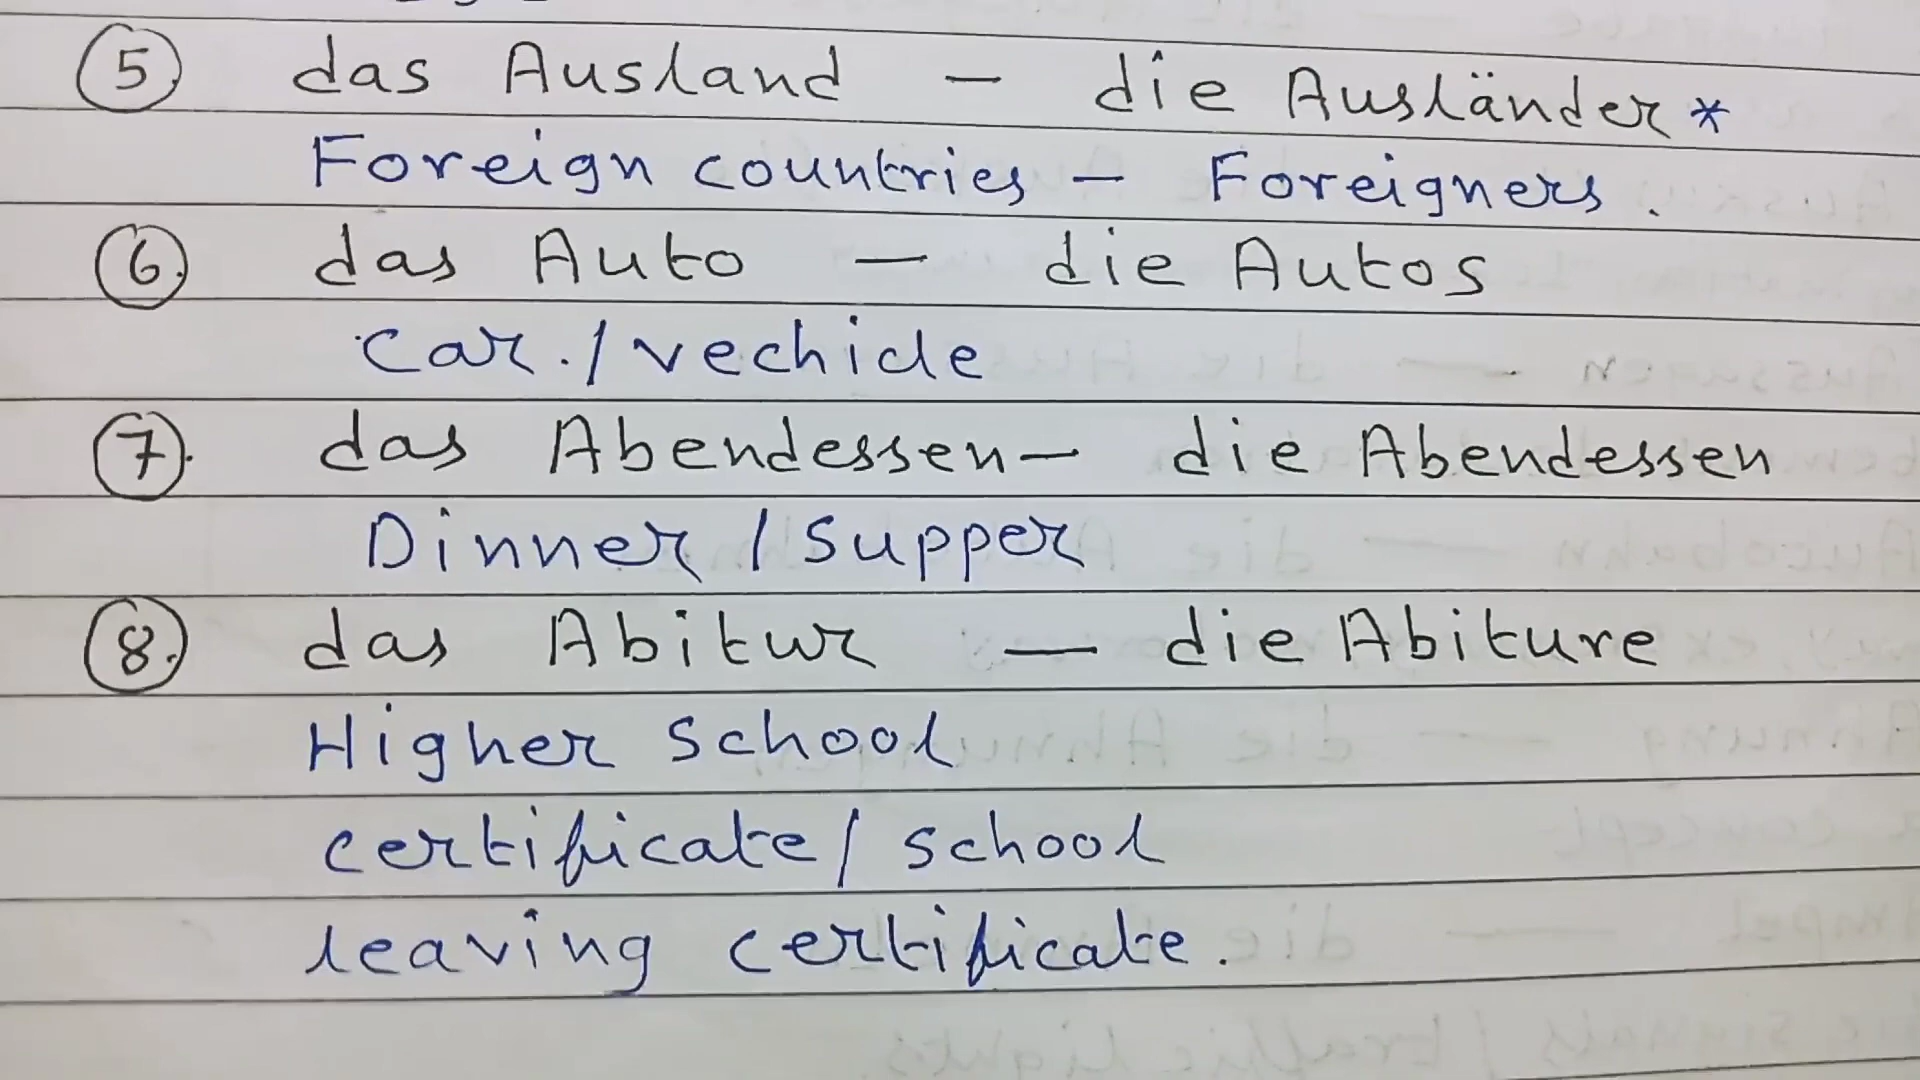 5. das Ausland - die Ausländer *
Foreign countries - Foreigners.
6. das Auto - die Autos
Car./vechicle
7. das Abendessen - die Abendessen
Dinner / supper
8. das Abitur - die Abiture
Higher school
certificate / school
leaving certificate.